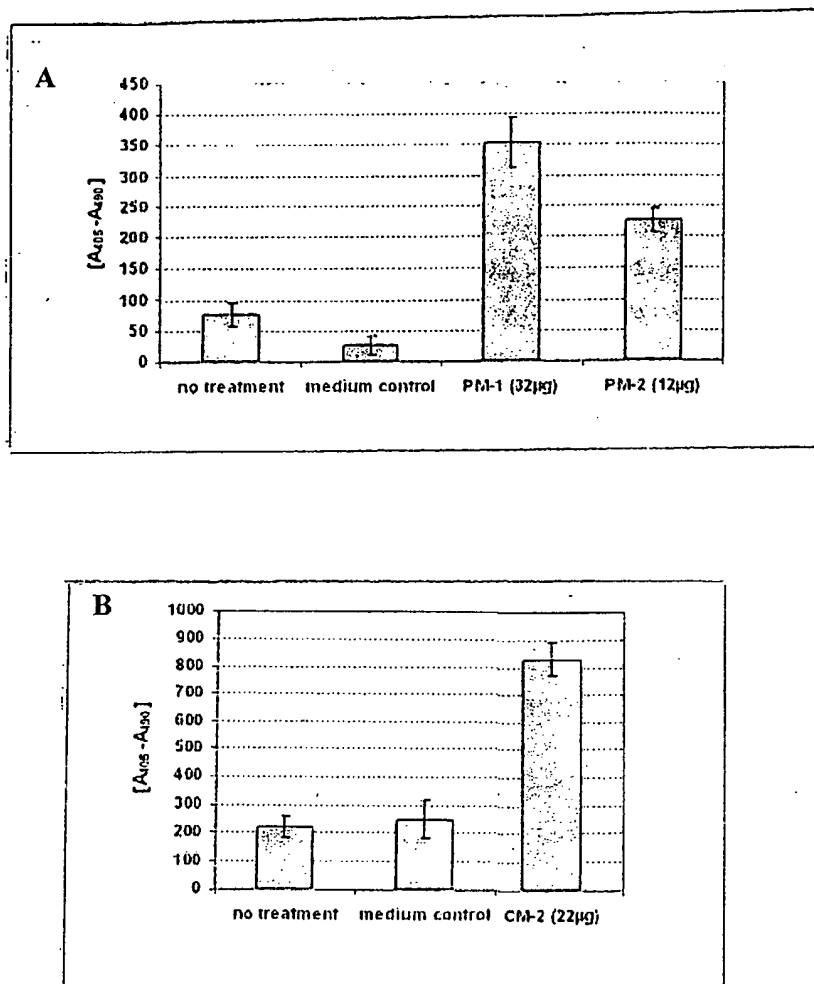 A
450
400
350
300
250
200
150
100
50
0
[A405-A490]
no treatment
medium control
PM-1 (32µg)
PM-2 (12µg)
B
1000
900
800
700
600
500
400
300
200
100
0
[A405-A490]
no treatment
medium control
CM-2 (22µg)